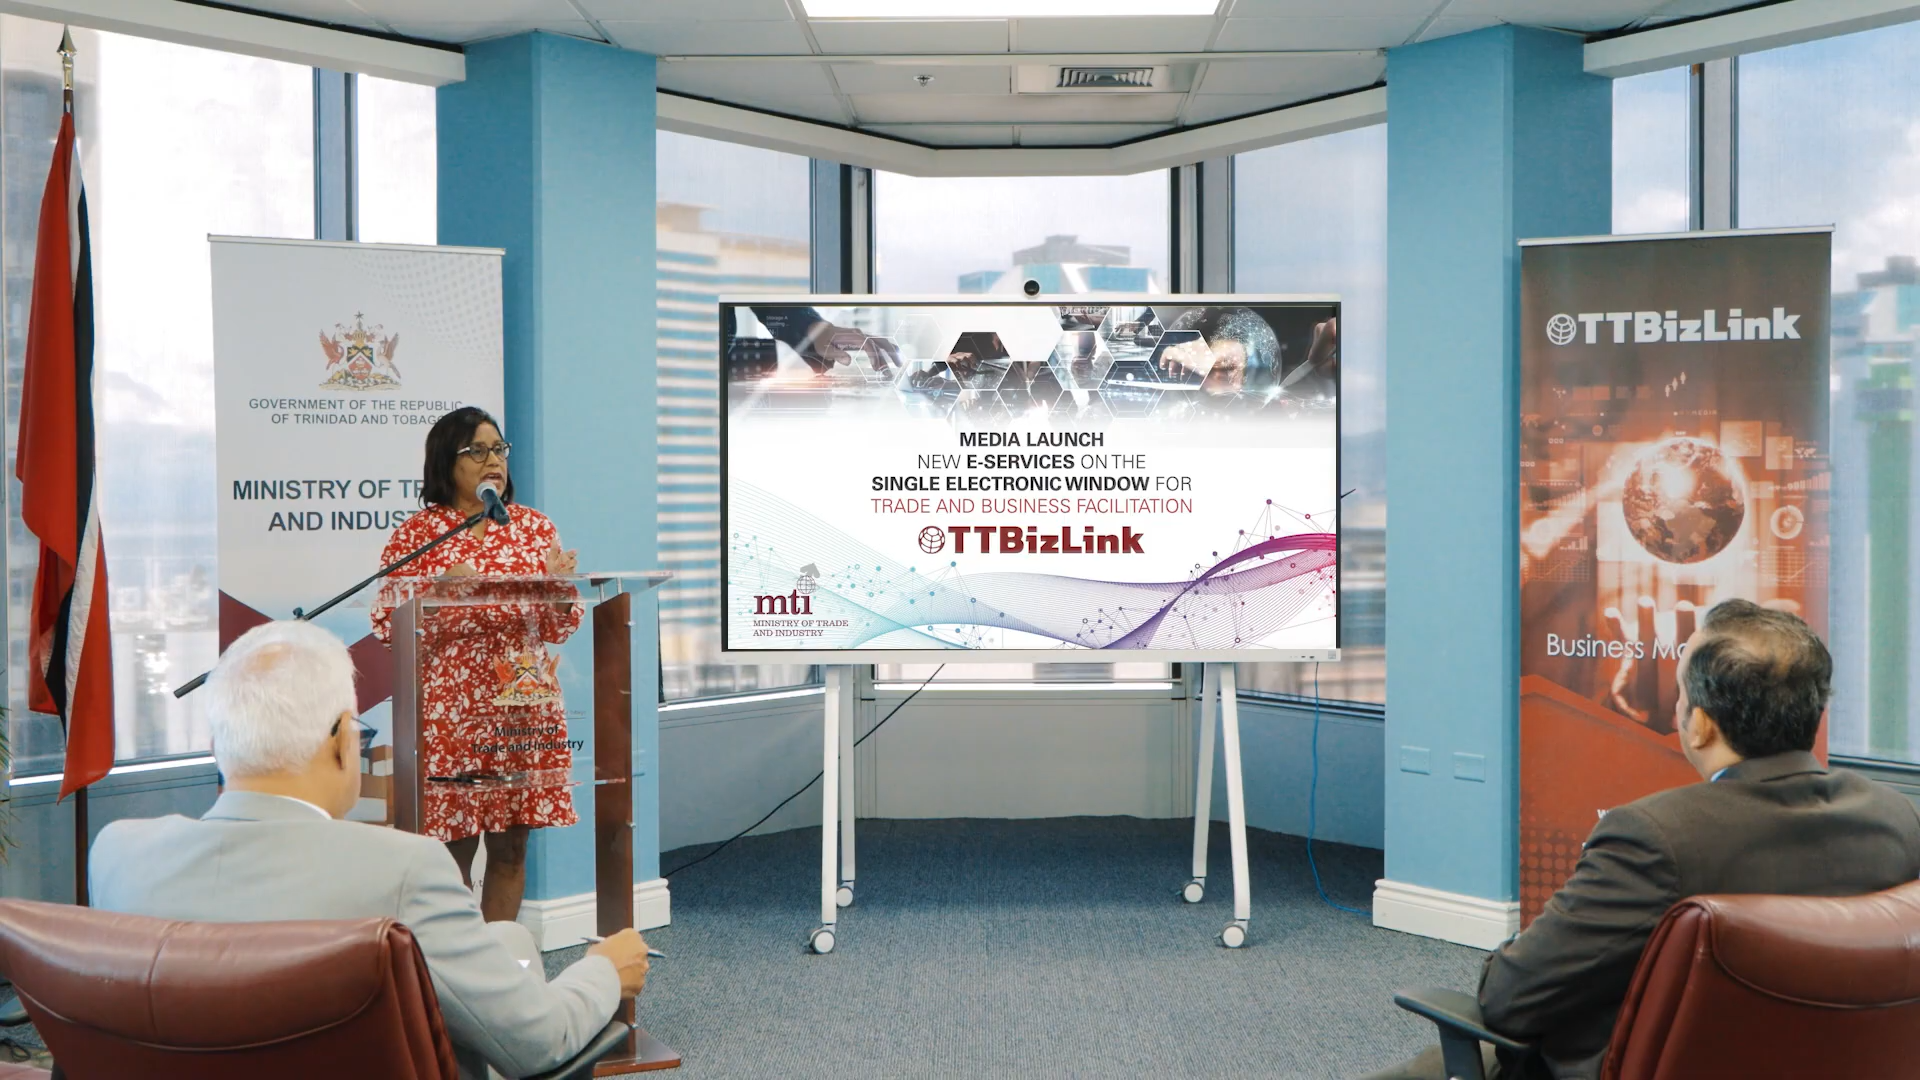 GOVERNMENT OF THE REPUBLIC
OF TRINIDAD AND TOBAGO
MINISTRY OF TR
AND INDUST
Ministry of
Trade and Industry
MEDIA LAUNCH
NEW E-SERVICES ON THE
SINGLE ELECTRONIC WINDOW FOR
TRADE AND BUSINESS FACILITATION
TTBizLink
mti
MINISTRY OF TRADE
AND INDUSTRY
TTBizLink
Business M